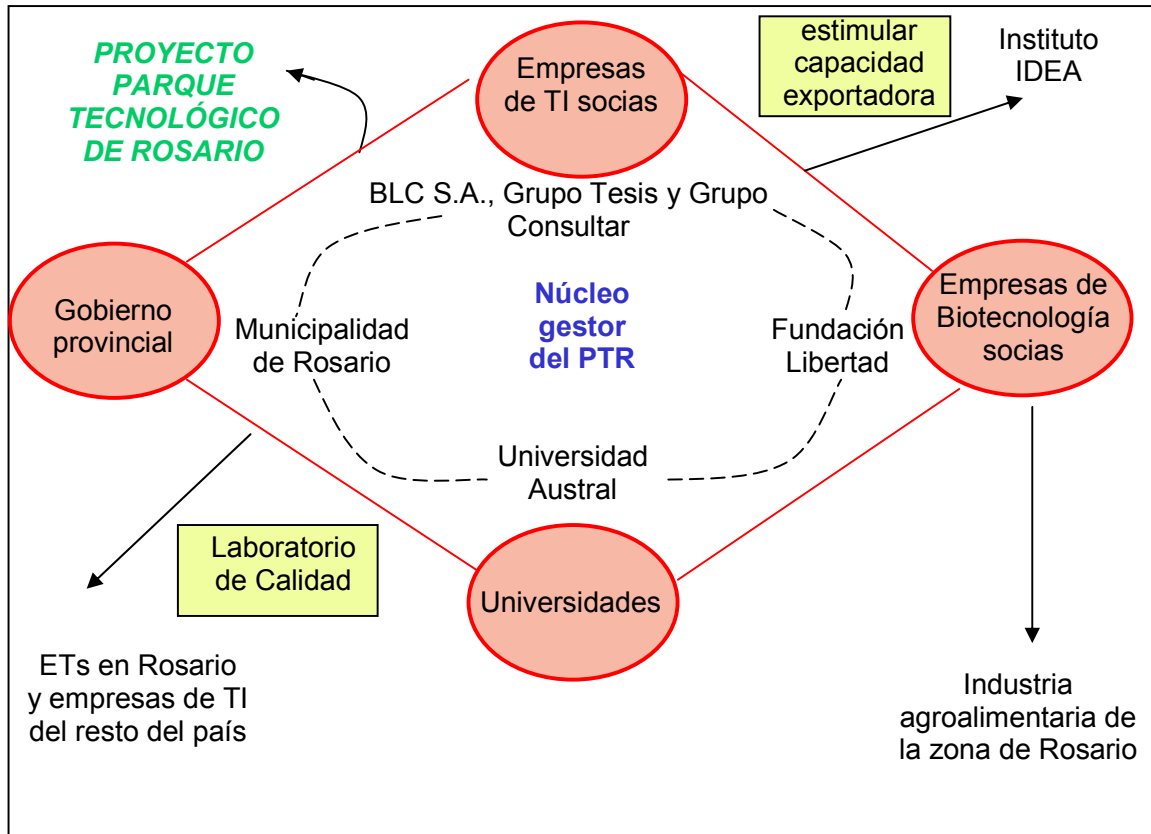 PROYECTO
PARQUE
TECNOLÓGICO
DE ROSARIO
Empresas
de TI socias
estimular
capacidad
exportadora
Instituto
IDEA
BLC S.A., Grupo Tesis y Grupo
Consultar
Gobierno
provincial
Municipalidad
de Rosario
Núcleo
gestor
del PTR
Fundación
Libertad
Empresas de
Biotecnología
socias
Universidad
Austral
Laboratorio
de Calidad
Universidades
ETs en Rosario
y empresas de TI
del resto del país
Industria
agroalimentaria de
la zona de Rosario